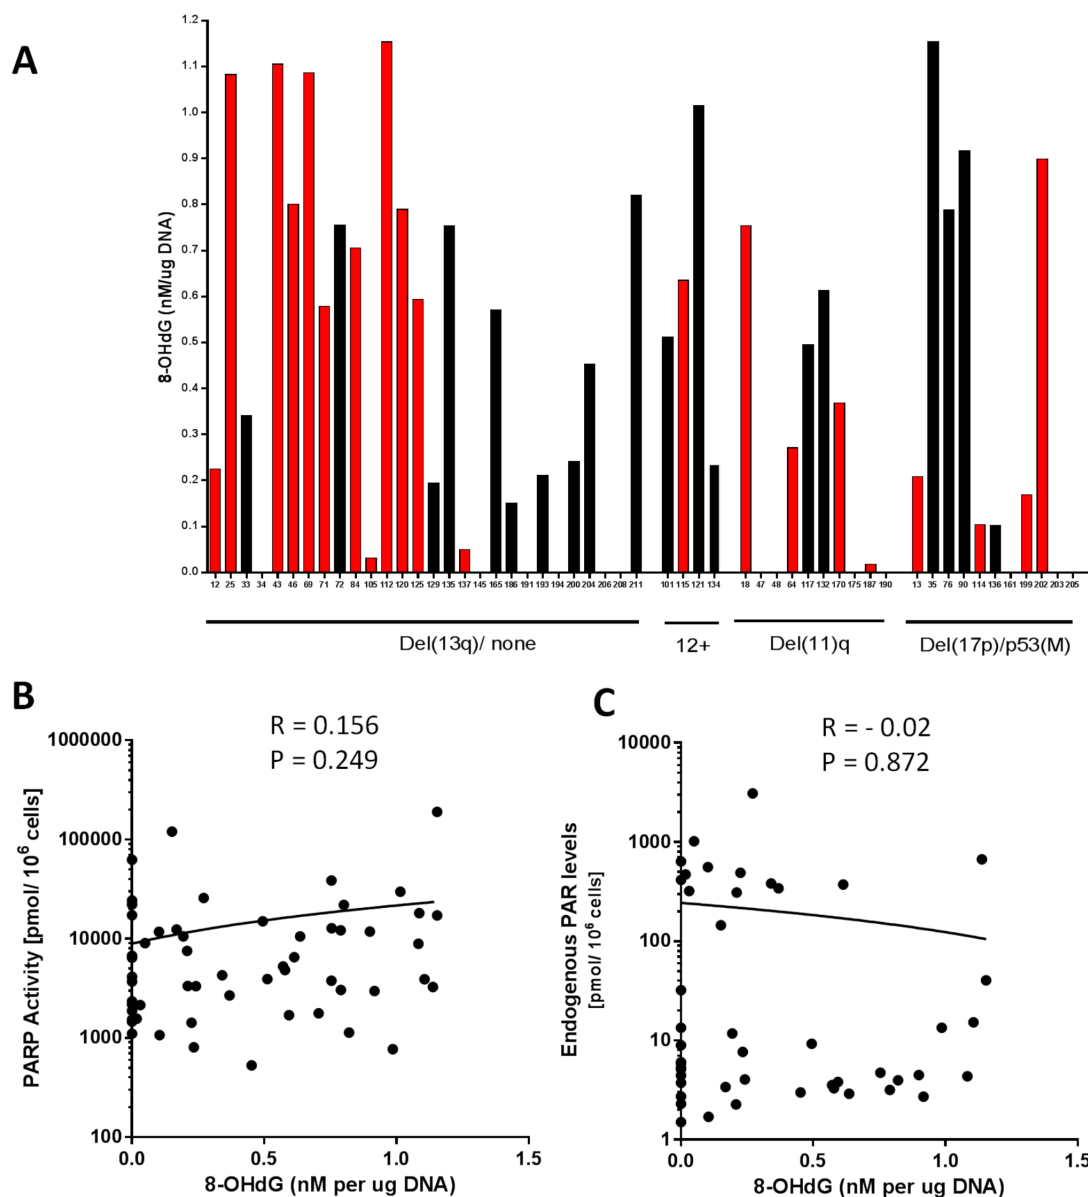 A
8-OHdG (nM/ug DNA)
1.2
1.1
1.0
0.9
0.8
0.7
0.6
0.5
0.4
0.3
0.2
0.1
0.0
12 25 33 34 43 46 69 71 72 84 105 112 120 125 129 135 137 145 165 186 191 193 194 200 204 206 208 211 101 115 121 134 18 47 48 64 117 132 170 175 187 190 13 35 76 90 114 136 161 199 202 203 205
Del(13q)/ none 12+ Del(11)q Del(17p)/p53(M)
B
R = 0.156
P = 0.249
PARP Activity [pmol/ 10⁶ cells]
1000000
100000
10000
1000
100
0.0 0.5 1.0 1.5
8-OHdG (nM per ug DNA)
C
R = - 0.02
P = 0.872
Endogenous PAR levels
[pmol/ 10⁶ cells]
10000
1000
100
10
1
0.0 0.5 1.0 1.5
8-OHdG (nM per ug DNA)